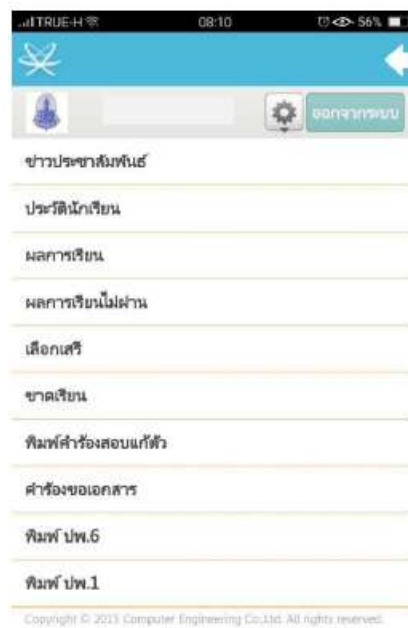 TRUE-H 08:10 56%
ออกจากระบบ
ข่าวประชาสัมพันธ์
ประวัตินักเรียน
ผลการเรียน
ผลการเรียนไม่ผ่าน
เลือกเสรี
ขาดเรียน
พิมพ์คำร้องสอบแก้ตัว
คำร้องขอเอกสาร
พิมพ์ ปพ.6
พิมพ์ ปพ.1
Copyright © 2015 Computer Engineering Co.,Ltd. All rights reserved.